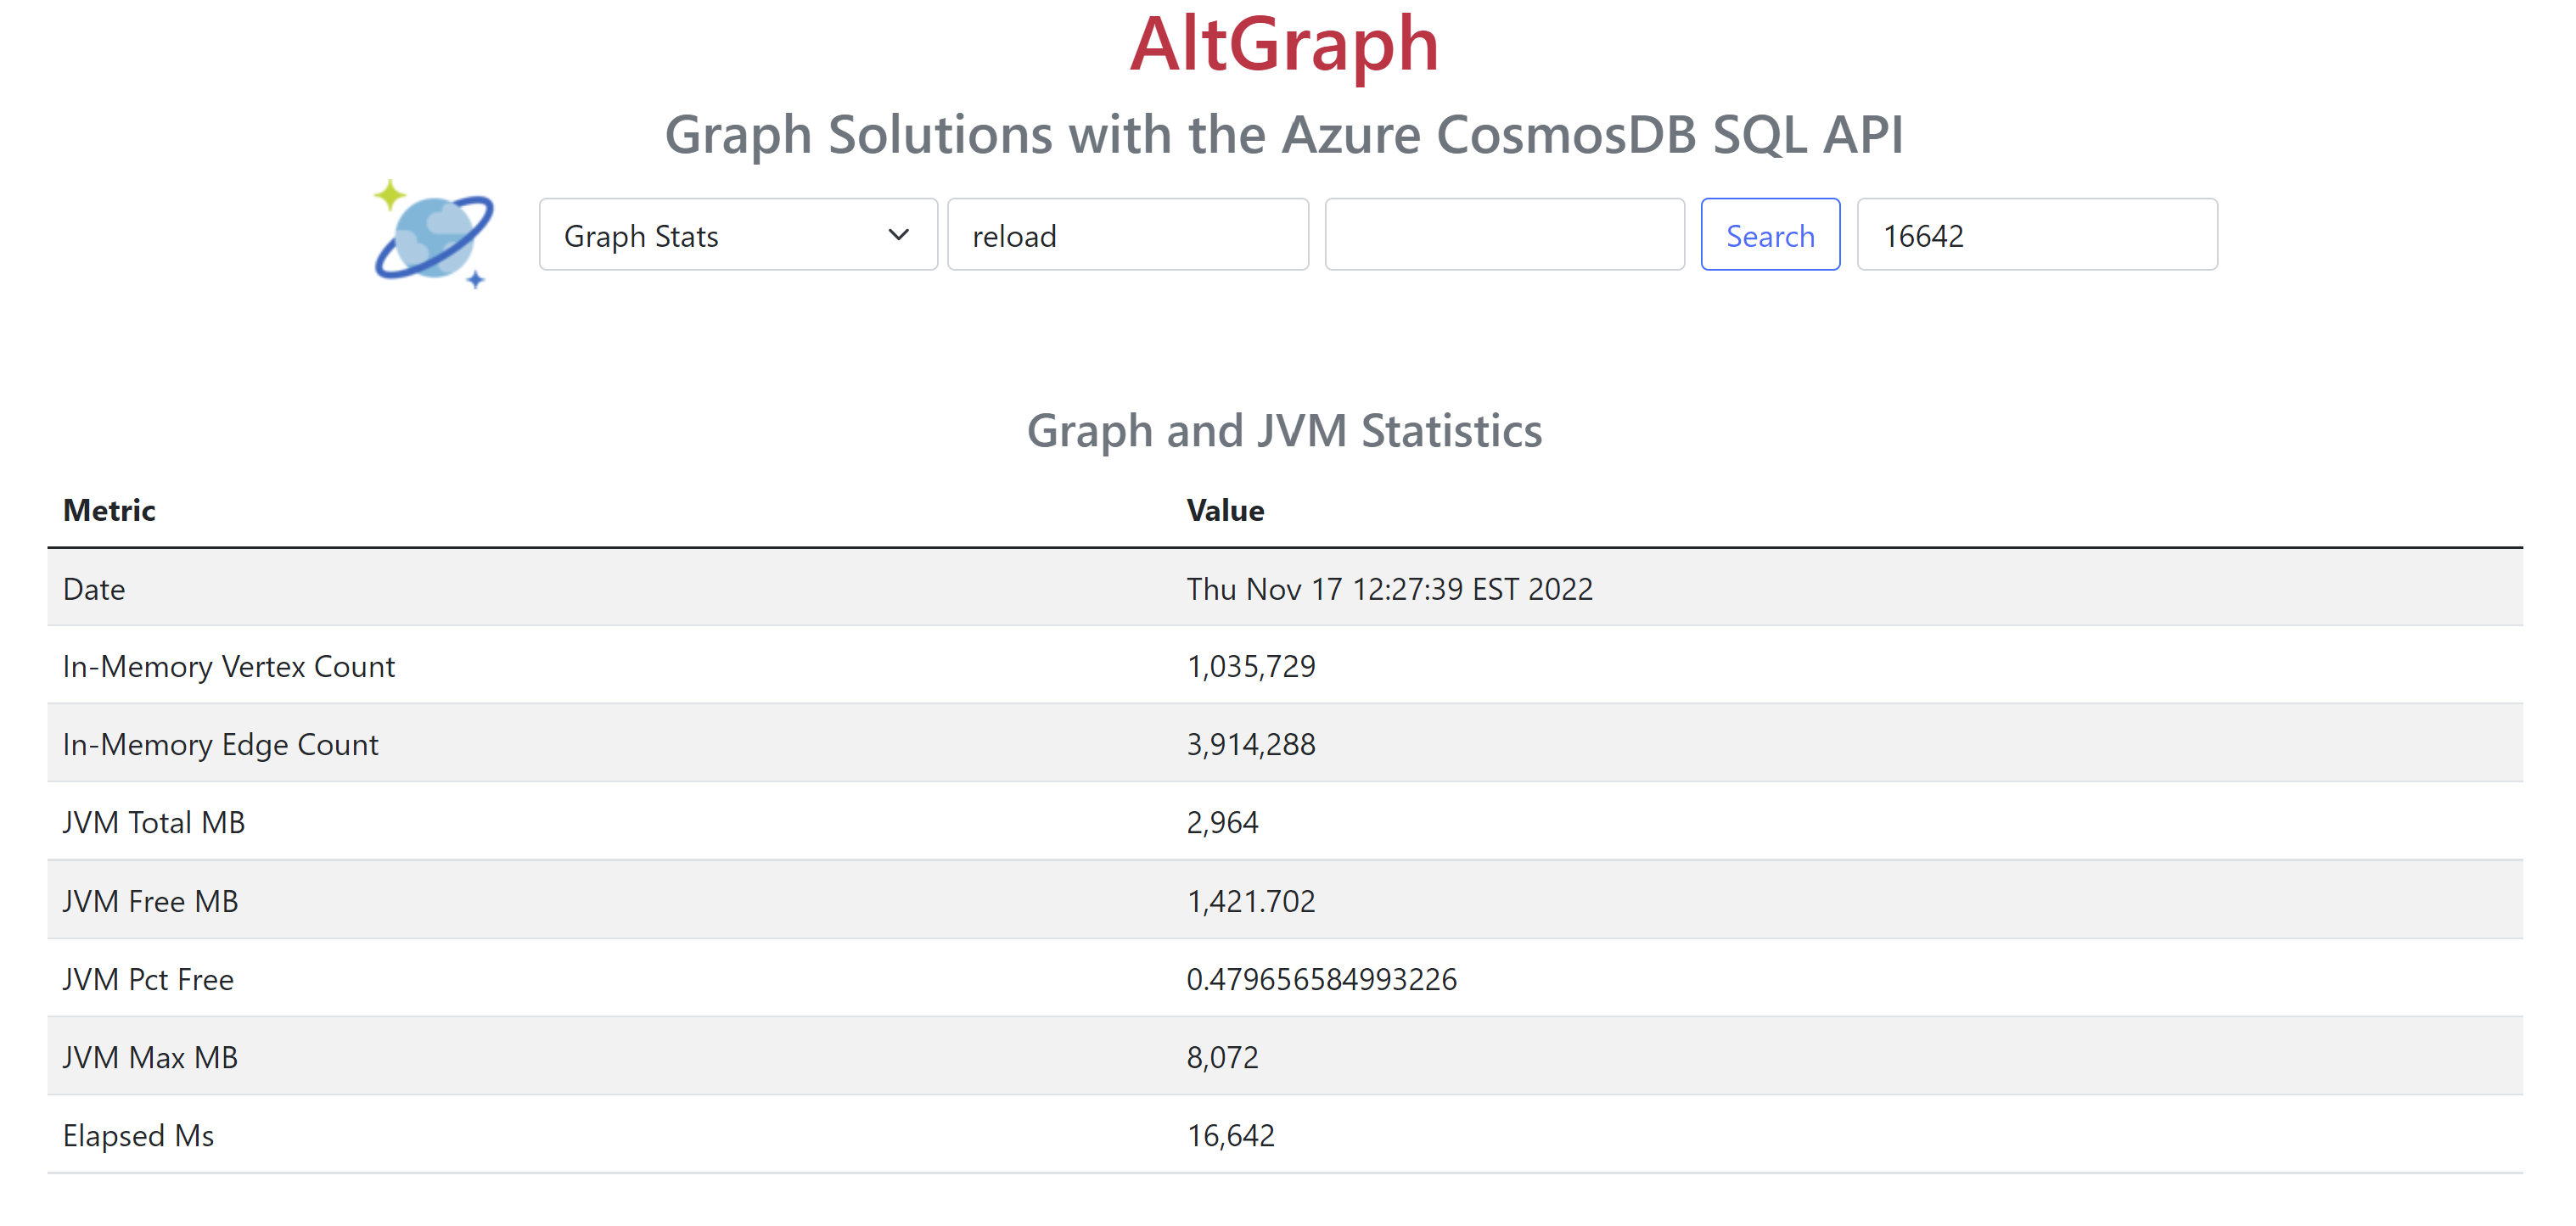 AltGraph
Graph Solutions with the Azure CosmosDB SQL API
Graph Stats reload Search 16642
Graph and JVM Statistics
Metric Value
Date Thu Nov 17 12:27:39 EST 2022
In-Memory Vertex Count 1,035,729
In-Memory Edge Count 3,914,288
JVM Total MB 2,964
JVM Free MB 1,421.702
JVM Pct Free 0.479656584993226
JVM Max MB 8,072
Elapsed Ms 16,642